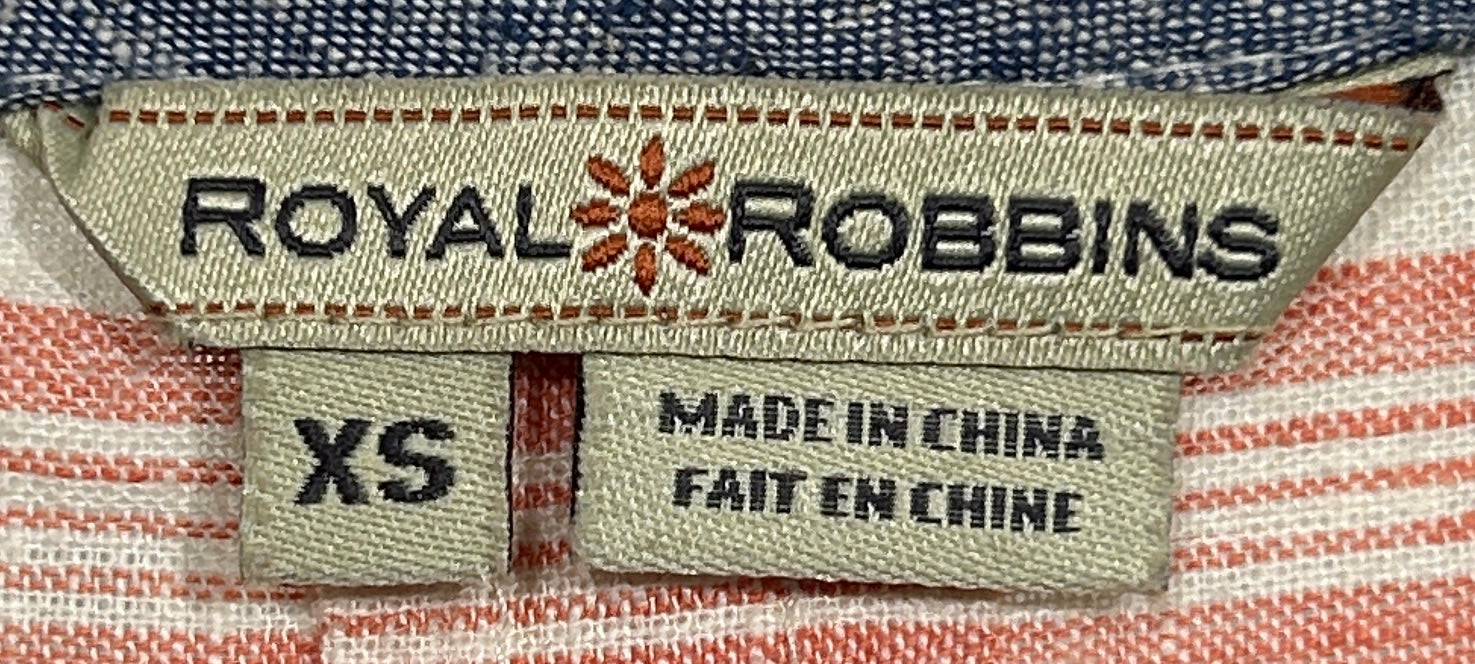 ROYAL ROBBINS
XS
MADE IN CHINA
FAIT EN CHINE